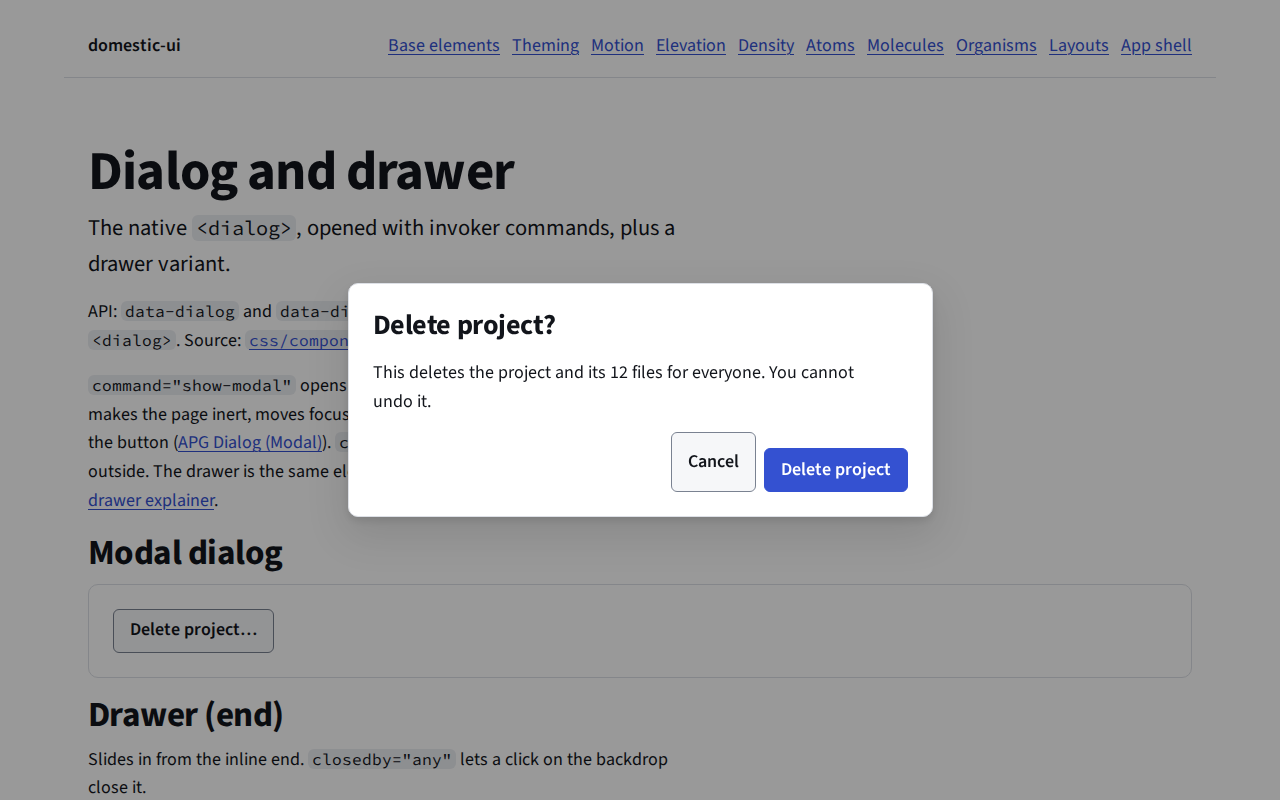 domestic-ui
Base elements Theming Motion Elevation Density Atoms Molecules Organisms Layouts App shell
Dialog and drawer
The native <dialog>, opened with invoker commands, plus a
drawer variant.
API: data-dialog and data-di
<dialog>. Source: css/compon
command="show-modal" opens
makes the page inert, moves focus
the button (APG Dialog (Modal)). c
outside. The drawer is the same el
drawer explainer.
Delete project?
This deletes the project and its 12 files for everyone. You cannot
undo it.
Cancel Delete project
Modal dialog
Delete project…
Drawer (end)
Slides in from the inline end. closedby="any" lets a click on the backdrop
close it.